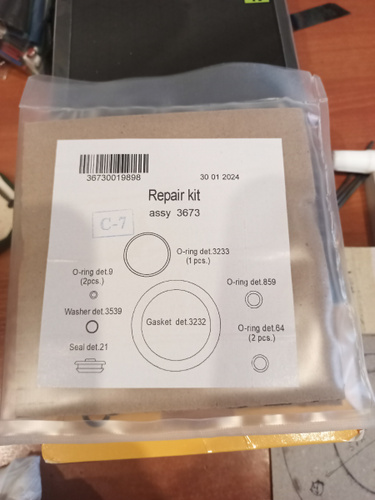 36730019898
30 01 2024
Repair kit
assy 3673
C-7
O-ring det.3233
(1 pcs.)
O-ring det.9
(2pcs.)
O-ring det.859
Washer det.3539
Gasket det.3232
O-ring det.64
(2 pcs.)
Seal det.21